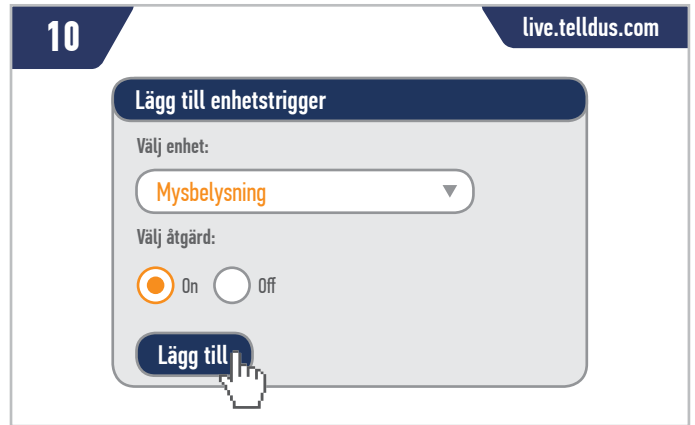 10
live.telldus.com
Lägg till enhetstrigger
Välj enhet:
Mysbelysning
Välj åtgärd:
On Off
Lägg till